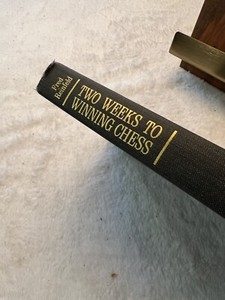 Fred
Reinfeld
TWO WEEKS TO
WINNING CHESS